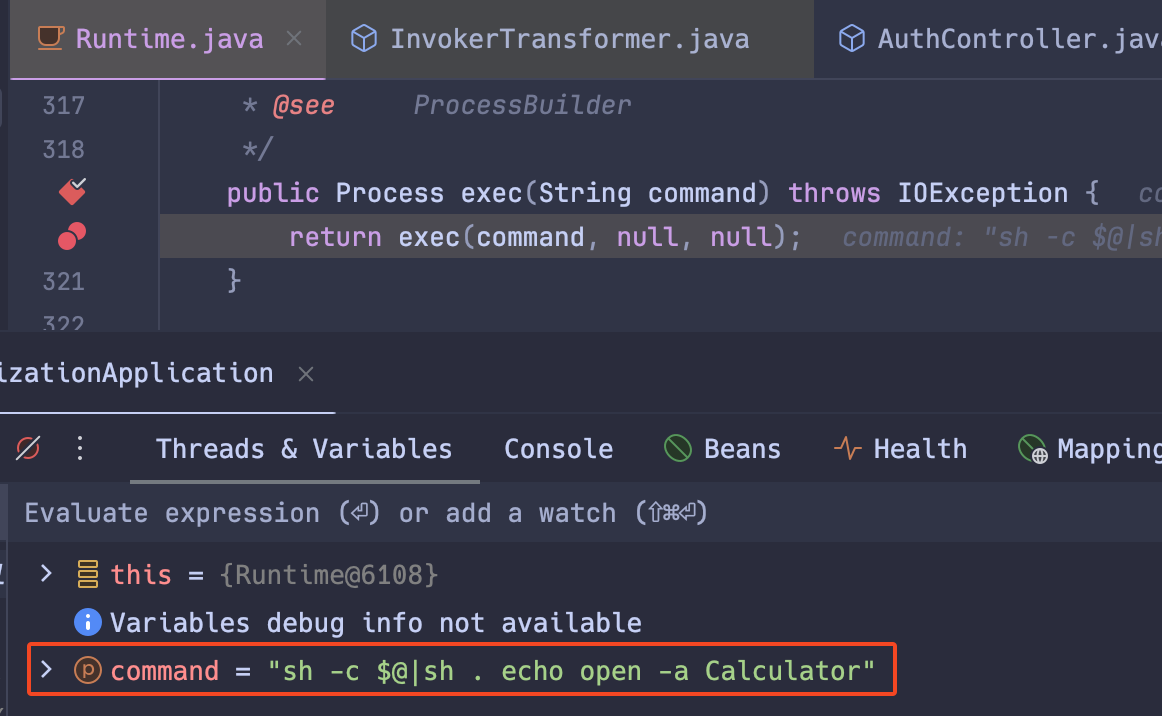 Runtime.java × InvokerTransformer.java AuthController.java
317 * @see ProcessBuilder
318 */
public Process exec(String command) throws IOException {
return exec(command, null, null); command: "sh -c $@|sh
321 }
322
izationApplication ×
Threads & Variables Console Beans Health Mapping
Evaluate expression (⏎) or add a watch (⇧⌘⏎)
this = {Runtime@6108}
Variables debug info not available
command = "sh -c $@|sh . echo open -a Calculator"